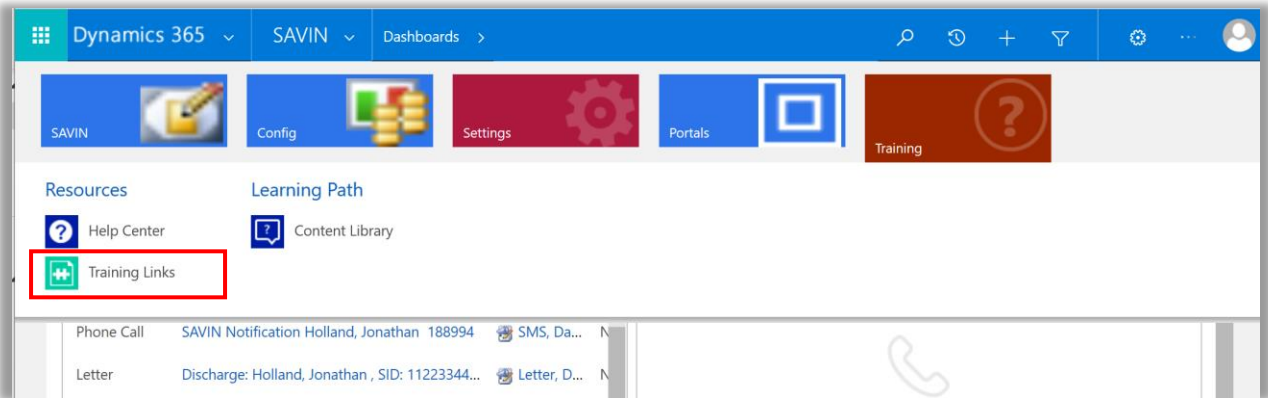 Dynamics 365 SAVIN Dashboards
SAVIN Config Settings Portals Training
Resources Learning Path
Help Center Content Library
Training Links
Phone Call SAVIN Notification Holland, Jonathan 188994 SMS, Da... N
Letter Discharge: Holland, Jonathan , SID: 11223344... Letter, D... N